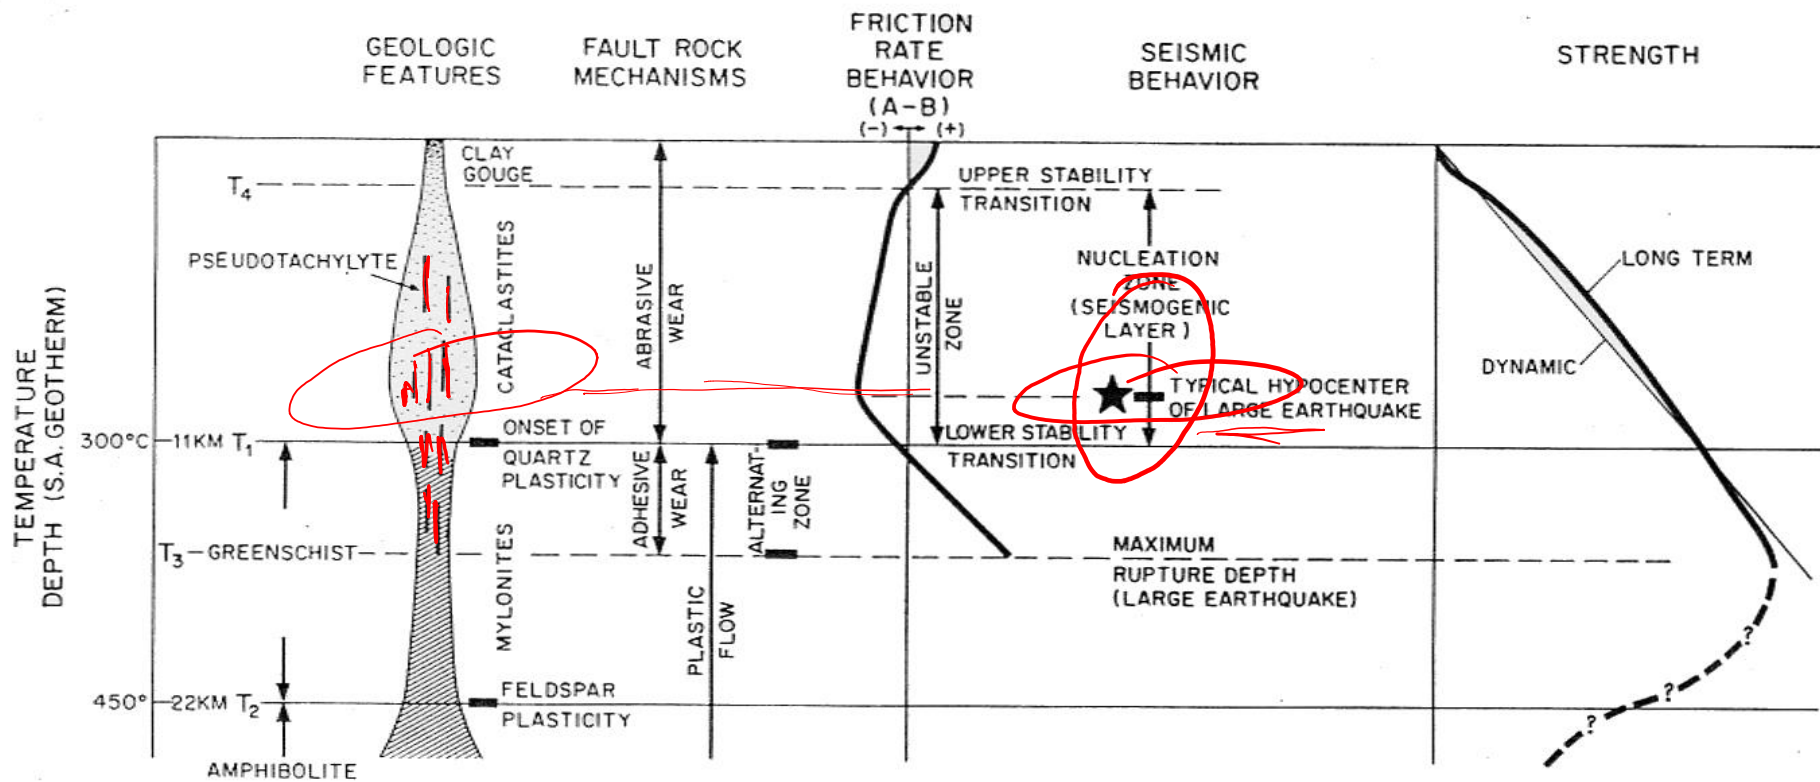 GEOLOGIC
FEATURES
FAULT ROCK
MECHANISMS
FRICTION
RATE
BEHAVIOR
(A-B)
(-) (+)
SEISMIC
BEHAVIOR
STRENGTH
TEMPERATURE
DEPTH (S.A. GEOTHERM)
CLAY
GOUGE
T4
UPPER STABILITY
TRANSITION
PSEUDOTACHYLYTE
CATACLASTITES
ABRASIVE
WEAR
UNSTABLE
ZONE
NUCLEATION
ZONE
(SEISMOGENIC
LAYER)
LONG TERM
DYNAMIC
TYPICAL HYPOCENTER
OF LARGE EARTHQUAKE
300°C 11KM T1
ONSET OF
QUARTZ
PLASTICITY
LOWER STABILITY
TRANSITION
ADHESIVE
WEAR
ALTERNAT-
ING
ZONE
T3 GREENSCHIST
MYLONITES
PLASTIC
FLOW
MAXIMUM
RUPTURE DEPTH
(LARGE EARTHQUAKE)
?
?
?
450° 22KM T2
FELDSPAR
PLASTICITY
AMPHIBOLITE